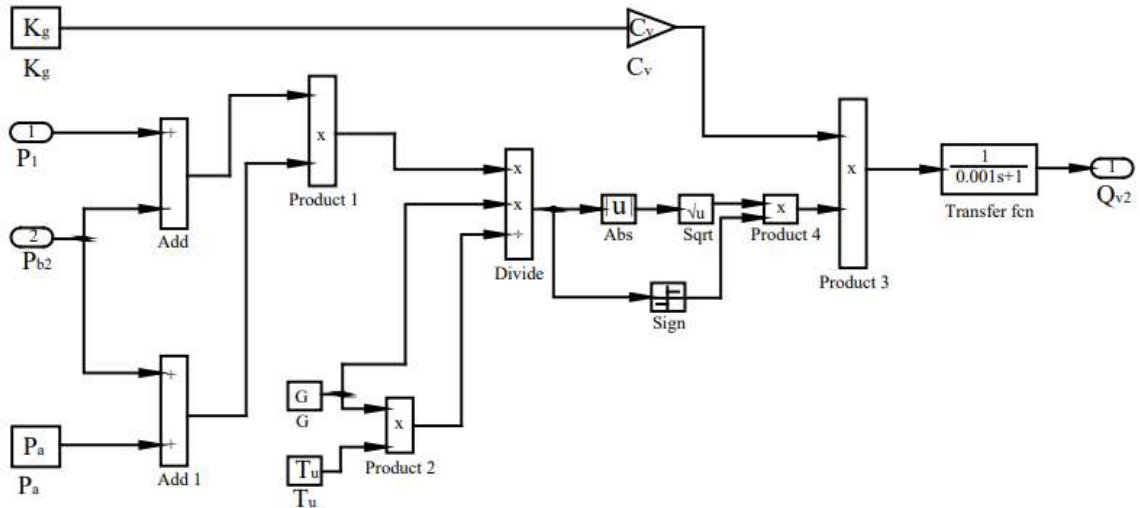 Kg
Kg
Cv
Cv
1
P1
+
−
Add
2
Pb2
x
Product 1
x
x
÷
Divide
|u|
Abs
√u
Sqrt
x
Product 4
Sign
x
Product 3
1
0.001s+1
Transfer fcn
1
Qv2
+
+
Add 1
Pa
Pa
G
G
x
Product 2
Tu
Tu